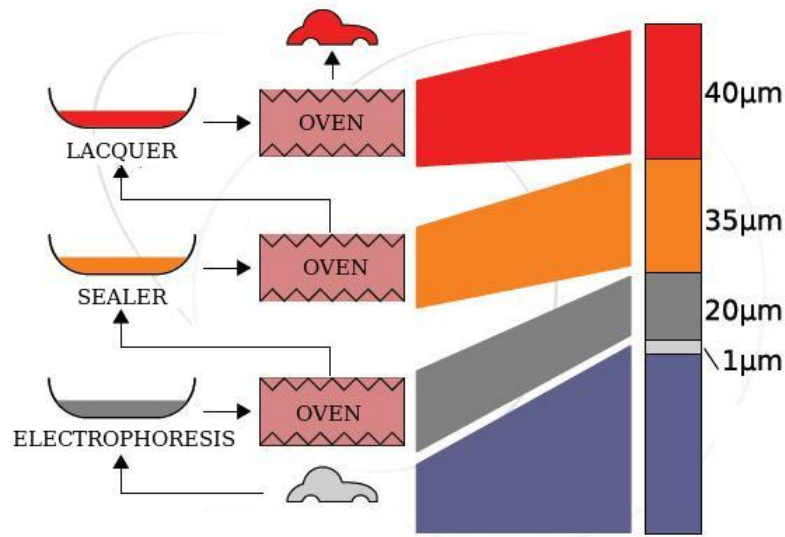 OVEN
40μm
LACQUER
35μm
OVEN
SEALER
20μm
1μm
OVEN
ELECTROPHORESIS